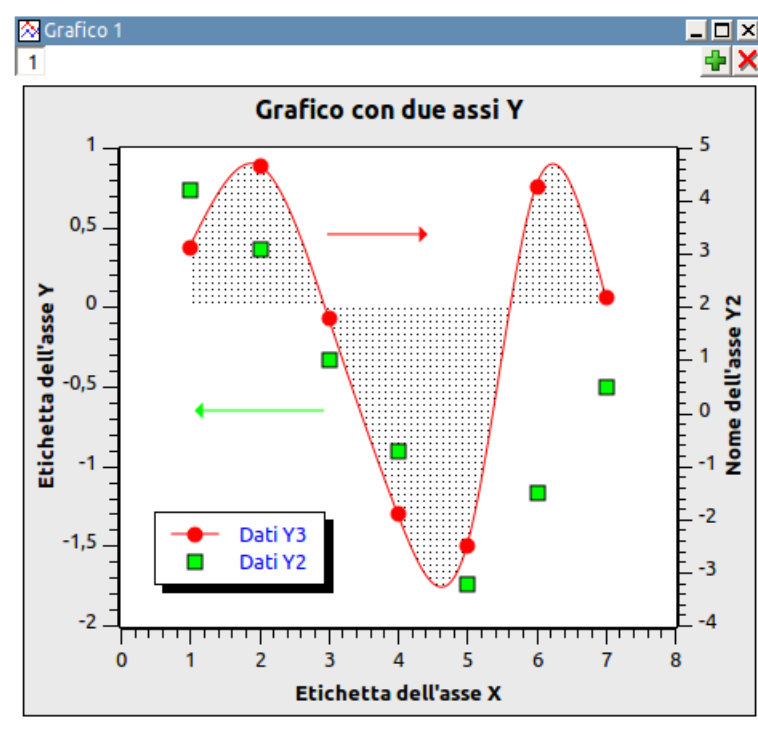 Grafico 1
1
Grafico con due assi Y
1
0,5
0
-0,5
-1
-1,5
-2
Etichetta dell'asse Y
5
4
3
2
1
0
-1
-2
-3
-4
Nome dell'asse Y2
Dati Y3
Dati Y2
0 1 2 3 4 5 6 7 8
Etichetta dell'asse X